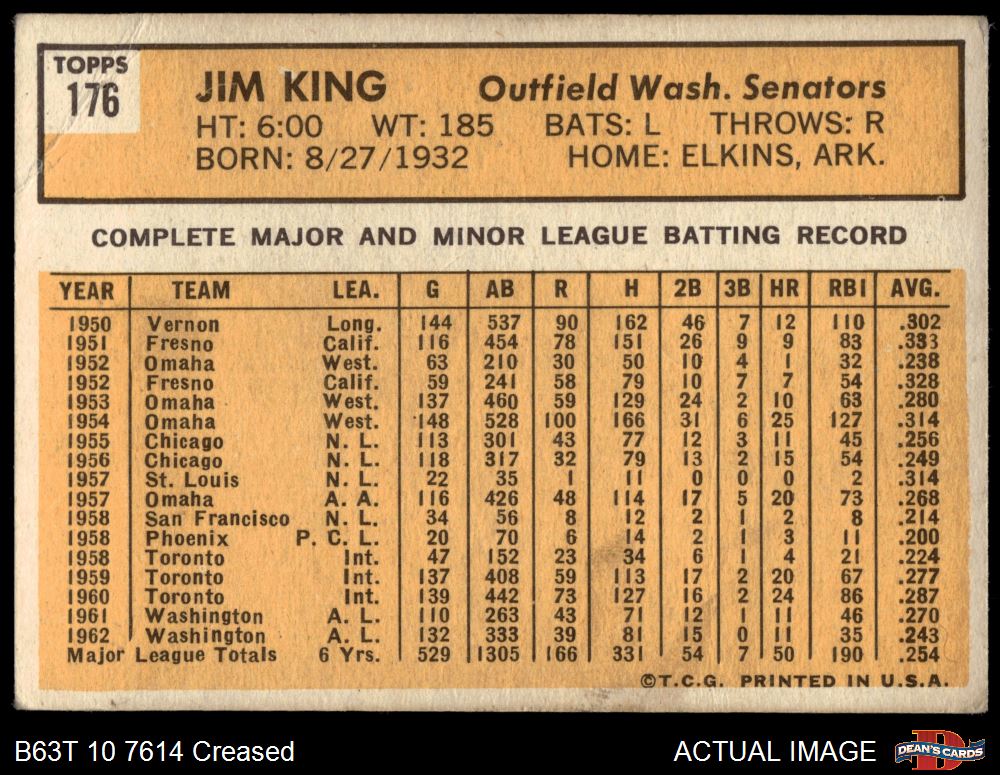 TOPPS
176
JIM KING Outfield Wash. Senators
HT: 6:00 WT: 185 BATS: L THROWS: R
BORN: 8/27/1932 HOME: ELKINS, ARK.
COMPLETE MAJOR AND MINOR LEAGUE BATTING RECORD
YEAR TEAM LEA. G AB R H 2B 3B HR RBI AVG.
1950 Vernon Long. 144 537 90 162 46 7 12 110 .302
1951 Fresno Calif. 116 454 78 151 26 9 9 83 .333
1952 Omaha West. 63 210 30 50 10 4 1 32 .238
1952 Fresno Calif. 59 241 58 79 10 7 7 54 .328
1953 Omaha West. 137 460 59 129 24 2 10 63 .280
1954 Omaha West. 148 528 100 166 31 6 25 127 .314
1955 Chicago N. L. 113 301 43 77 12 3 11 45 .256
1956 Chicago N. L. 118 317 32 79 13 2 15 54 .249
1957 St. Louis N. L. 22 35 1 11 0 0 0 2 .314
1957 Omaha A. A. 116 426 48 114 17 5 20 73 .268
1958 San Francisco N. L. 34 56 8 12 2 1 2 8 .214
1958 Phoenix P. C. L. 20 70 6 14 2 1 3 11 .200
1958 Toronto Int. 47 152 23 34 6 1 4 21 .224
1959 Toronto Int. 137 408 59 113 17 2 20 67 .277
1960 Toronto Int. 139 442 73 127 16 2 24 86 .287
1961 Washington A. L. 110 263 43 71 12 1 11 46 .270
1962 Washington A. L. 132 333 39 81 15 0 11 35 .243
Major League Totals 6 Yrs. 529 1305 166 331 54 7 50 190 .254
©T.C.G. PRINTED IN U.S.A.
B63T 10 7614 Creased ACTUAL IMAGE
DEAN'S CARDS